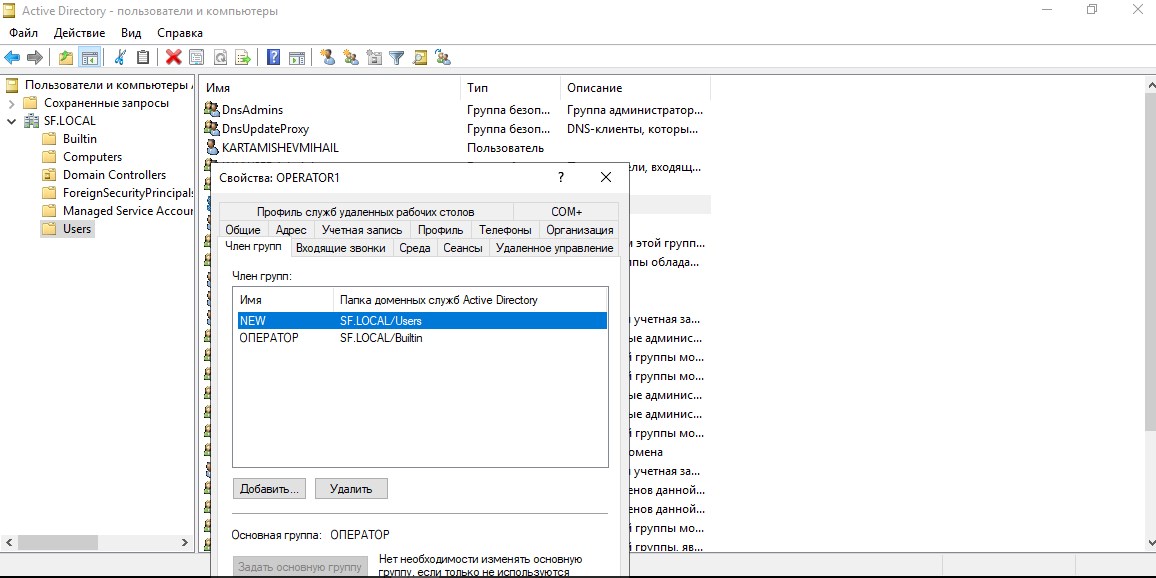 Active Directory - пользователи и компьютеры
Файл Действие Вид Справка
Пользователи и компьютеры
Сохраненные запросы
SF.LOCAL
Builtin
Computers
Domain Controllers
ForeignSecurityPrincipals
Managed Service Accour
Users
Имя Тип Описание
DnsAdmins Группа безоп... Группа администратор...
DnsUpdateProxy Группа безоп... DNS-клиенты, которы...
KARTAMISHEVMIHAIL Пользователь
ли, входящ...
Свойства: OPERATOR1 ?
Профиль служб удаленных рабочих столов COM+
Общие Адрес Учетная запись Профиль Телефоны Организация
Член групп Входящие звонки Среда Сеансы Удаленное управление
Член групп:
Имя Папка доменных служб Active Directory
NEW SF.LOCAL/Users
ОПЕРАТОР SF.LOCAL/Builtin
Добавить... Удалить
Основная группа: ОПЕРАТОР
Задать основную группу
Нет необходимости изменять основную
группу, если только не используются
и этой групп...
пы облада...
учетная за...
ые админис...
й группы мо...
й группы мо...
ые админис...
ые админис...
й группы мо...
омена
учетная за...
енов данной...
енов данной...
й группы мо...
й группы, яв...